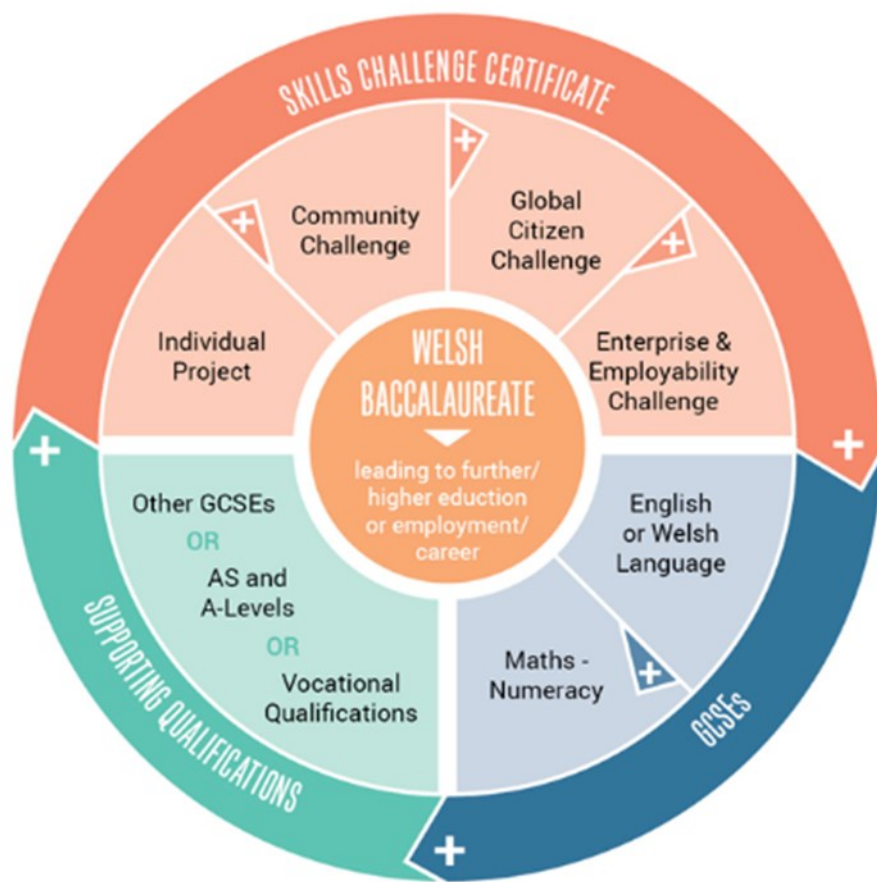 SKILLS CHALLENGE CERTIFICATE
+
+
+
Community
Challenge
Global
Citizen
Challenge
Individual
Project
Enterprise &
Employability
Challenge
WELSH
BACCALAUREATE
leading to further/
higher eduction
or employment/
career
+
+
Other GCSEs
OR
AS and
A-Levels
OR
Vocational
Qualifications
English
or Welsh
Language
Maths -
Numeracy
+
SUPPORTING QUALIFICATIONS
GCSEs
+